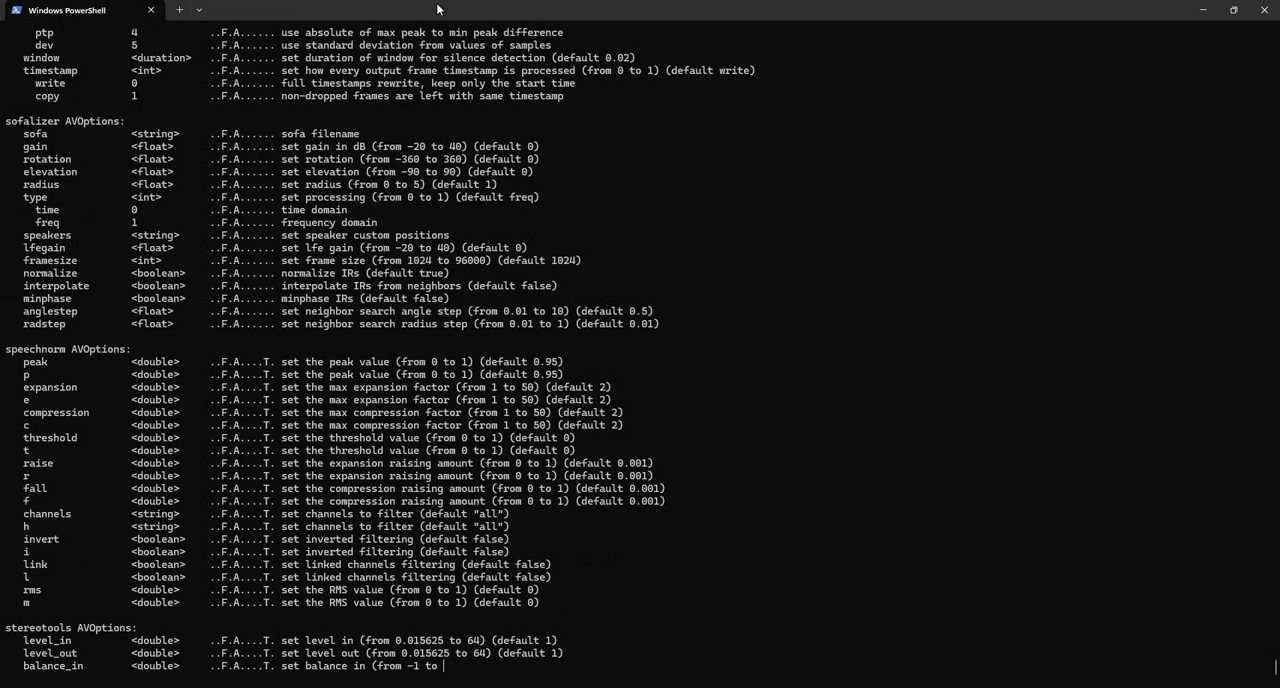 Windows PowerShell
ptp 4 ..F.A...... use absolute of max peak to min peak difference
dev 5 ..F.A...... use standard deviation from values of samples
window <duration> ..F.A...... set duration of window for silence detection (default 0.02)
timestamp <int> ..F.A...... set how every output frame timestamp is processed (from 0 to 1) (default write)
write 0 ..F.A...... full timestamps rewrite, keep only the start time
copy 1 ..F.A...... non-dropped frames are left with same timestamp
sofalizer AVOptions:
sofa <string> ..F.A...... sofa filename
gain <float> ..F.A...... set gain in dB (from -20 to 40) (default 0)
rotation <float> ..F.A...... set rotation (from -360 to 360) (default 0)
elevation <float> ..F.A...... set elevation (from -90 to 90) (default 0)
radius <float> ..F.A...... set radius (from 0 to 5) (default 1)
type <int> ..F.A...... set processing (from 0 to 1) (default freq)
time 0 ..F.A...... time domain
freq 1 ..F.A...... frequency domain
speakers <string> ..F.A...... set speaker custom positions
lfegain <float> ..F.A...... set lfe gain (from -20 to 40) (default 0)
framesize <int> ..F.A...... set frame size (from 1024 to 96000) (default 1024)
normalize <boolean> ..F.A...... normalize IRs (default true)
interpolate <boolean> ..F.A...... interpolate IRs from neighbors (default false)
minphase <boolean> ..F.A...... minphase IRs (default false)
anglestep <float> ..F.A...... set neighbor search angle step (from 0.01 to 10) (default 0.5)
radstep <float> ..F.A...... set neighbor search radius step (from 0.01 to 1) (default 0.01)
speechnorm AVOptions:
peak <double> ..F.A....T. set the peak value (from 0 to 1) (default 0.95)
p <double> ..F.A....T. set the peak value (from 0 to 1) (default 0.95)
expansion <double> ..F.A....T. set the max expansion factor (from 1 to 50) (default 2)
e <double> ..F.A....T. set the max expansion factor (from 1 to 50) (default 2)
compression <double> ..F.A....T. set the max compression factor (from 1 to 50) (default 2)
c <double> ..F.A....T. set the max compression factor (from 1 to 50) (default 2)
threshold <double> ..F.A....T. set the threshold value (from 0 to 1) (default 0)
t <double> ..F.A....T. set the threshold value (from 0 to 1) (default 0)
raise <double> ..F.A....T. set the expansion raising amount (from 0 to 1) (default 0.001)
r <double> ..F.A....T. set the expansion raising amount (from 0 to 1) (default 0.001)
fall <double> ..F.A....T. set the compression raising amount (from 0 to 1) (default 0.001)
f <double> ..F.A....T. set the compression raising amount (from 0 to 1) (default 0.001)
channels <string> ..F.A....T. set channels to filter (default "all")
h <string> ..F.A....T. set channels to filter (default "all")
invert <boolean> ..F.A....T. set inverted filtering (default false)
i <boolean> ..F.A....T. set inverted filtering (default false)
link <boolean> ..F.A....T. set linked channels filtering (default false)
l <boolean> ..F.A....T. set linked channels filtering (default false)
rms <double> ..F.A....T. set the RMS value (from 0 to 1) (default 0)
m <double> ..F.A....T. set the RMS value (from 0 to 1) (default 0)
stereotools AVOptions:
level_in <double> ..F.A....T. set level in (from 0.015625 to 64) (default 1)
level_out <double> ..F.A....T. set level out (from 0.015625 to 64) (default 1)
balance_in <double> ..F.A....T. set balance in (from -1 to